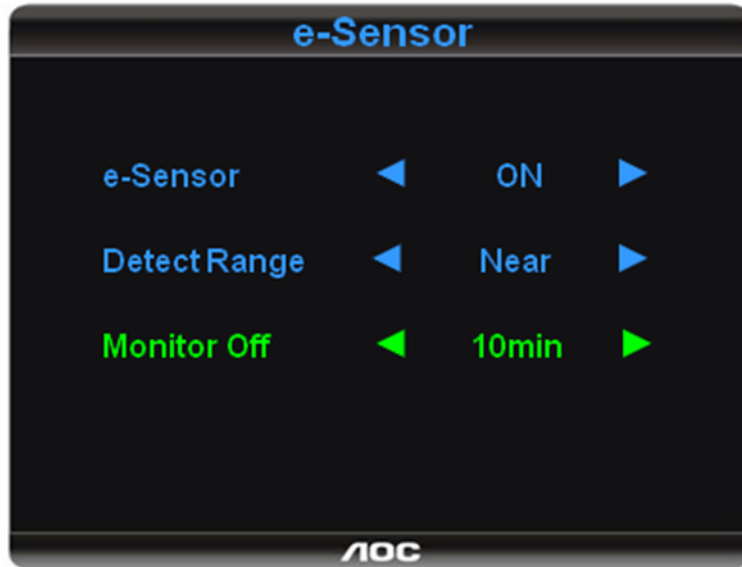 e-Sensor
e-Sensor ◀ ON ▶
Detect Range ◀ Near ▶
Monitor Off ◀ 10min ▶
AOC